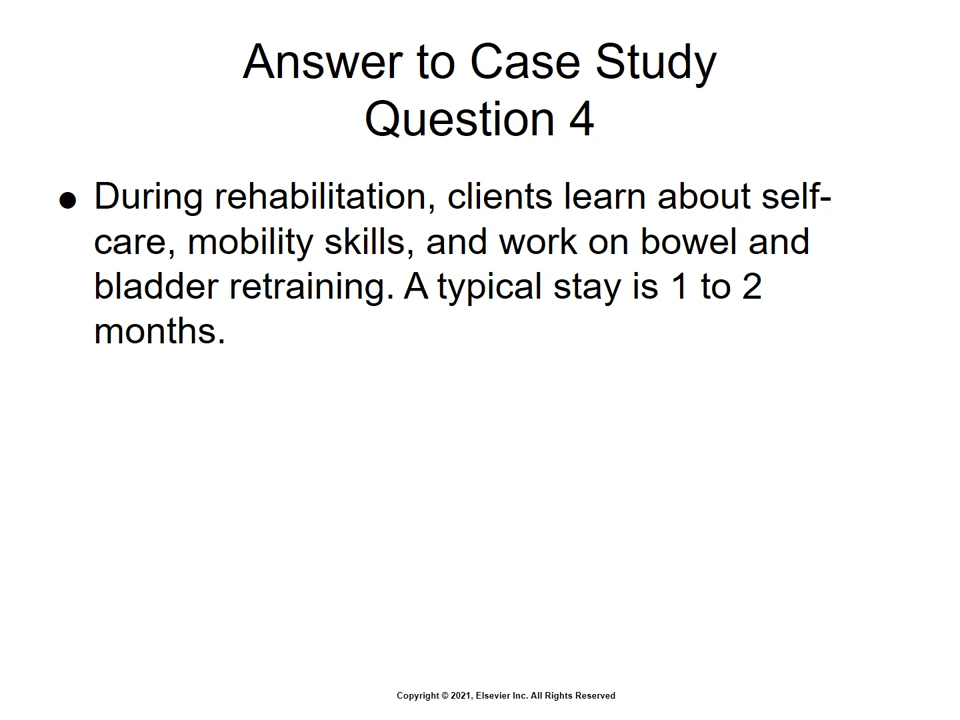 Answer to Case Study
Question 4
● During rehabilitation, clients learn about self-
care, mobility skills, and work on bowel and
bladder retraining. A typical stay is 1 to 2
months.
Copyright © 2021, Elsevier Inc. All Rights Reserved